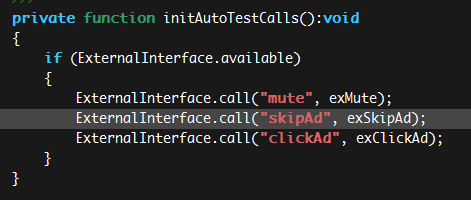 private function initAutoTestCalls():void
{
if (ExternalInterface.available)
{
ExternalInterface.call("mute", exMute);
ExternalInterface.call("skipAd", exSkipAd);
ExternalInterface.call("clickAd", exClickAd);
}
}